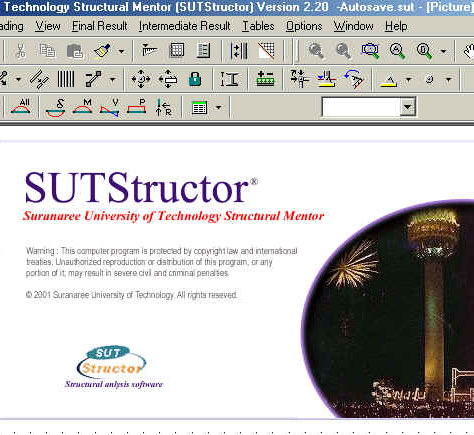 Technology Structural Mentor (SUTStructor) Version 2.20 -Autosave.sut - [Picture]
ading View Final Result Intermediate Result Tables Options Window Help
All S M V P R
SUTStructor®
Suranaree University of Technology Structural Mentor
Warning : This computer program is protected by copyright law and international
treaties. Unauthorized reproduction or distribution of this program, or any
portion of it, may result in severe civil and criminal penalties.
© 2001 Suranaree University of Technology. All rights reseved.
SUT
Structor
Structural anlysis software